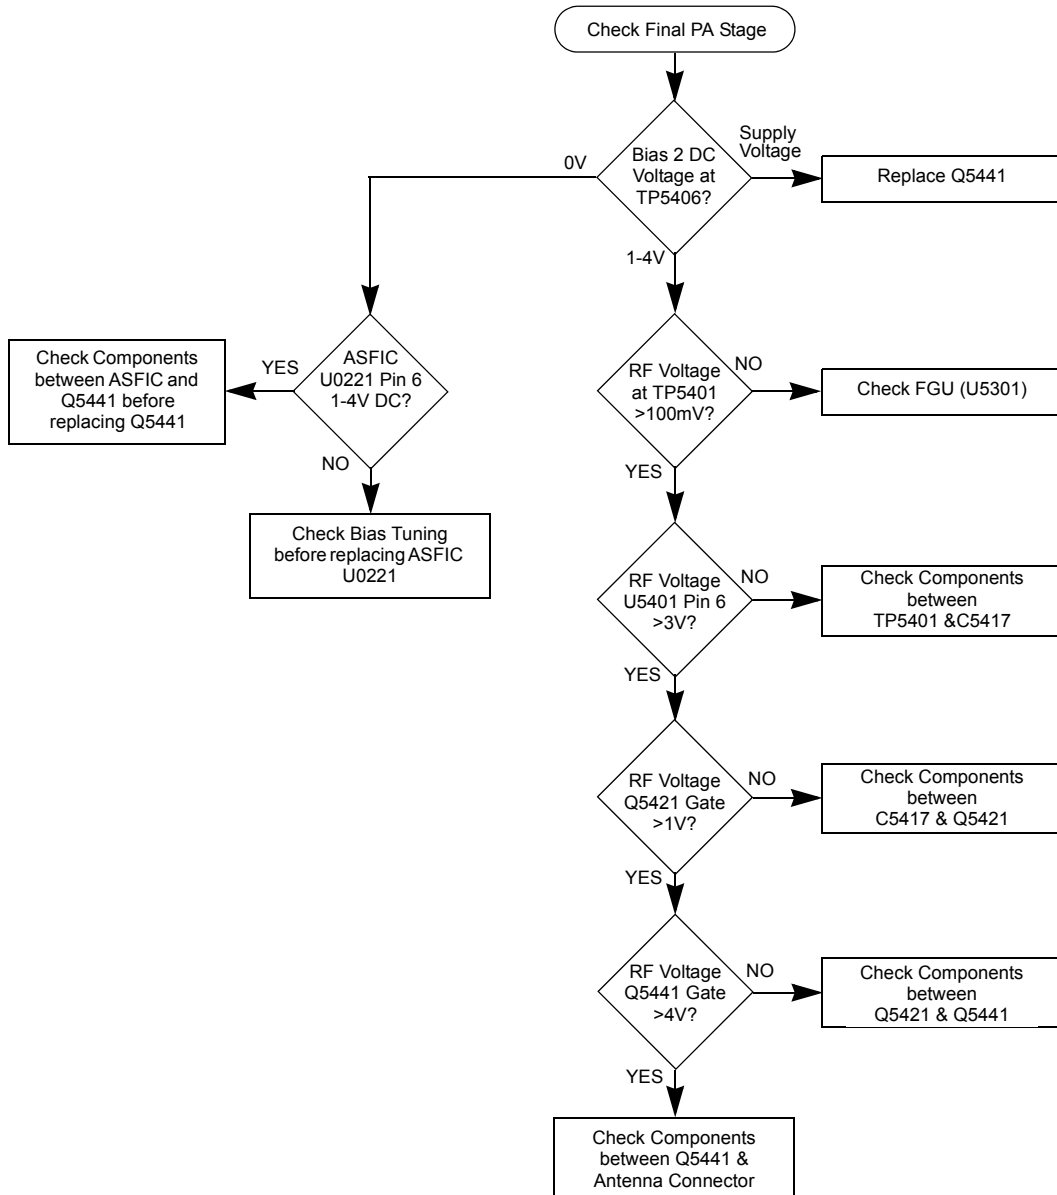 Check Final PA Stage
Bias 2 DC
Voltage at
TP5406?
0V
Supply
Voltage
Replace Q5441
1-4V
ASFIC
U0221 Pin 6
1-4V DC?
YES
Check Components
between ASFIC and
Q5441 before
replacing Q5441
NO
Check Bias Tuning
before replacing ASFIC
U0221
RF Voltage
at TP5401
>100mV?
NO
Check FGU (U5301)
YES
RF Voltage
U5401 Pin 6
>3V?
NO
Check Components
between
TP5401 &C5417
YES
RF Voltage
Q5421 Gate
>1V?
NO
Check Components
between
C5417 & Q5421
YES
RF Voltage
Q5441 Gate
>4V?
NO
Check Components
between
Q5421 & Q5441
YES
Check Components
between Q5441 &
Antenna Connector